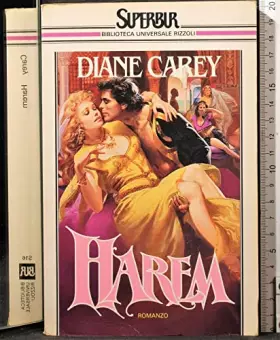 SUPERBUR
BIBLIOTECA UNIVERSALE RIZZOLI
DIANE CAREY
HAREM
ROMANZO
Carey
Harem
BUR